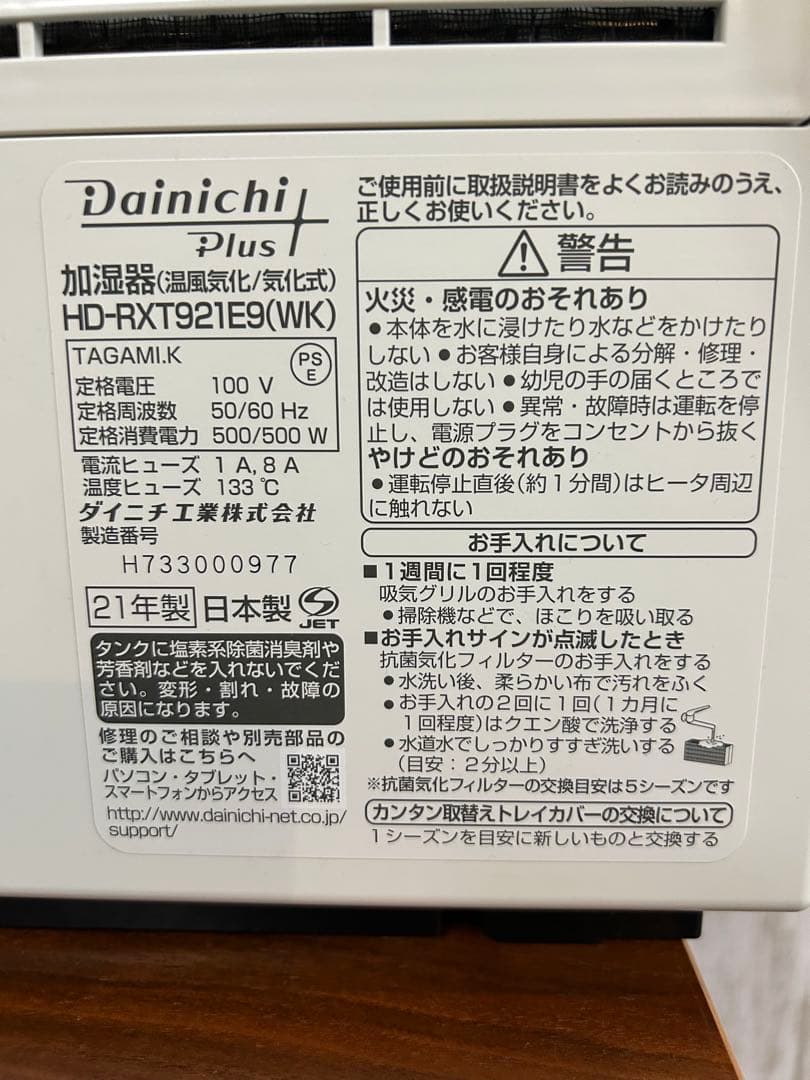 Dainichi
Plus
加湿器(温風気化/気化式)
HD-RXT921E9(WK)
TAGAMI.K
PS
E
定格電圧 100 V
定格周波数 50/60 Hz
定格消費電力 500/500 W
電流ヒューズ 1 A, 8 A
温度ヒューズ 133℃
ダイニチ工業株式会社
製造番号
H733000977
21年製 日本製 JET
タンクに塩素系除菌消臭剤や
芳香剤などを入れないでくだ
さい。変形・割れ・故障の
原因になります。
修理のご相談や別売部品の
ご購入はこちらへ
パソコン・タブレット・
スマートフォンからアクセス
http://www.dainichi-net.co.jp/
support/
ご使用前に取扱説明書をよくお読みのうえ、
正しくお使いください。
警告
火災・感電のおそれあり
●本体を水に浸けたり水などをかけたり
しない●お客様自身による分解・修理・
改造はしない●幼児の手の届くところで
は使用しない●異常・故障時は運転を停
止し、電源プラグをコンセントから抜く
やけどのおそれあり
●運転停止直後(約1分間)はヒータ周辺
に触れない
お手入れについて
■1週間に1回程度
吸気グリルのお手入れをする
●掃除機などで、ほこりを吸い取る
■お手入れサインが点滅したとき
抗菌気化フィルターのお手入れをする
●水洗い後、柔らかい布で汚れをふく
●お手入れの2回に1回(1カ月に
1回程度)はクエン酸で洗浄する
●水道水でしっかりすすぎ洗いする
(目安：2分以上)
※抗菌気化フィルターの交換目安は5シーズンです
カンタン取替えトレイカバーの交換について
1シーズンを目安に新しいものと交換する